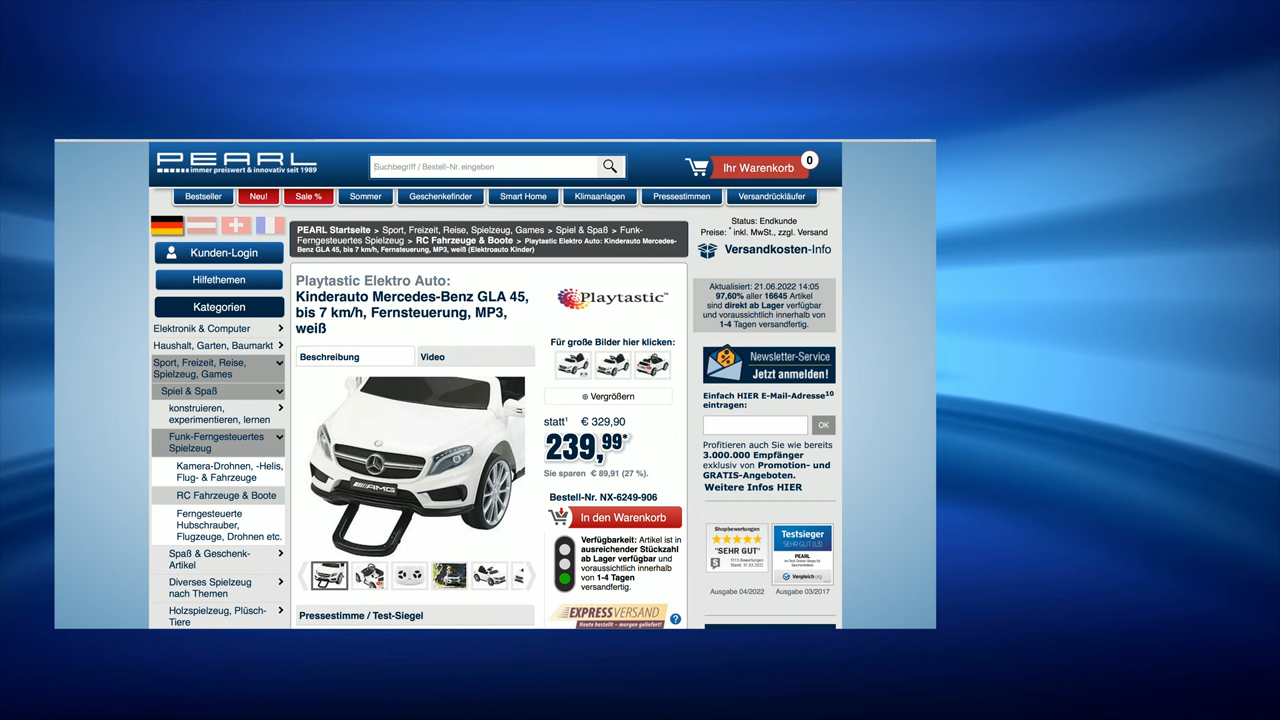 PEARL
immer preiswert & innovativ seit 1989
Suchbegriff / Bestell-Nr. eingeben
Ihr Warenkorb
0
Bestseller
Neu!
Sale %
Sommer
Geschenkefinder
Smart Home
Klimaanlagen
Pressestimmen
Versandrückläufer
Kunden-Login
Hilfethemen
Kategorien
Elektronik & Computer
Haushalt, Garten, Baumarkt
Sport, Freizeit, Reise,
Spielzeug, Games
Spiel & Spaß
konstruieren,
experimentieren, lernen
Funk-Ferngesteuertes
Spielzeug
Kamera-Drohnen, -Helis,
Flug- & Fahrzeuge
RC Fahrzeuge & Boote
Ferngesteuerte
Hubschrauber,
Flugzeuge, Drohnen etc.
Spaß & Geschenk-
Artikel
Diverses Spielzeug
nach Themen
Holzspielzeug, Plüsch-
Tiere
PEARL Startseite > Sport, Freizeit, Reise, Spielzeug, Games > Spiel & Spaß > Funk-
Ferngesteuertes Spielzeug > RC Fahrzeuge & Boote > Playtastic Elektro Auto: Kinderauto Mercedes-
Benz GLA 45, bis 7 km/h, Fernsteuerung, MP3, weiß (Elektroauto Kinder)
Playtastic Elektro Auto:
Kinderauto Mercedes-Benz GLA 45,
bis 7 km/h, Fernsteuerung, MP3,
weiß
Beschreibung
Video
AMG
Pressestimme / Test-Siegel
Playtastic™
Für große Bilder hier klicken:
Vergrößern
statt¹ € 329,90
239,99*
Sie sparen € 89,91 (27 %).
Bestell-Nr. NX-6249-906
In den Warenkorb
Verfügbarkeit: Artikel ist in
ausreichender Stückzahl
ab Lager verfügbar und
voraussichtlich innerhalb
von 1-4 Tagen
versandfertig.
EXPRESSVERSAND
Heute bestellt – morgen geliefert!
?
Status: Endkunde
Preise: * inkl. MwSt., zzgl. Versand
Versandkosten-Info
Aktualisiert: 21.06.2022 14:05
97,60% aller 16645 Artikel
sind direkt ab Lager verfügbar
und voraussichtlich innerhalb von
1-4 Tagen versandfertig.
Newsletter-Service
Jetzt anmelden!
Einfach HIER E-Mail-Adresse¹⁰
eintragen:
OK
Profitieren auch Sie wie bereits
3.000.000 Empfänger
exklusiv von Promotion- und
GRATIS-Angeboten.
Weitere Infos HIER
Shopbewertungen
"SEHR GUT"
Ausgabe 04/2022
Testsieger
SEHR GUT (1,5)
PEARL
Vergleich.org
Ausgabe 03/2017